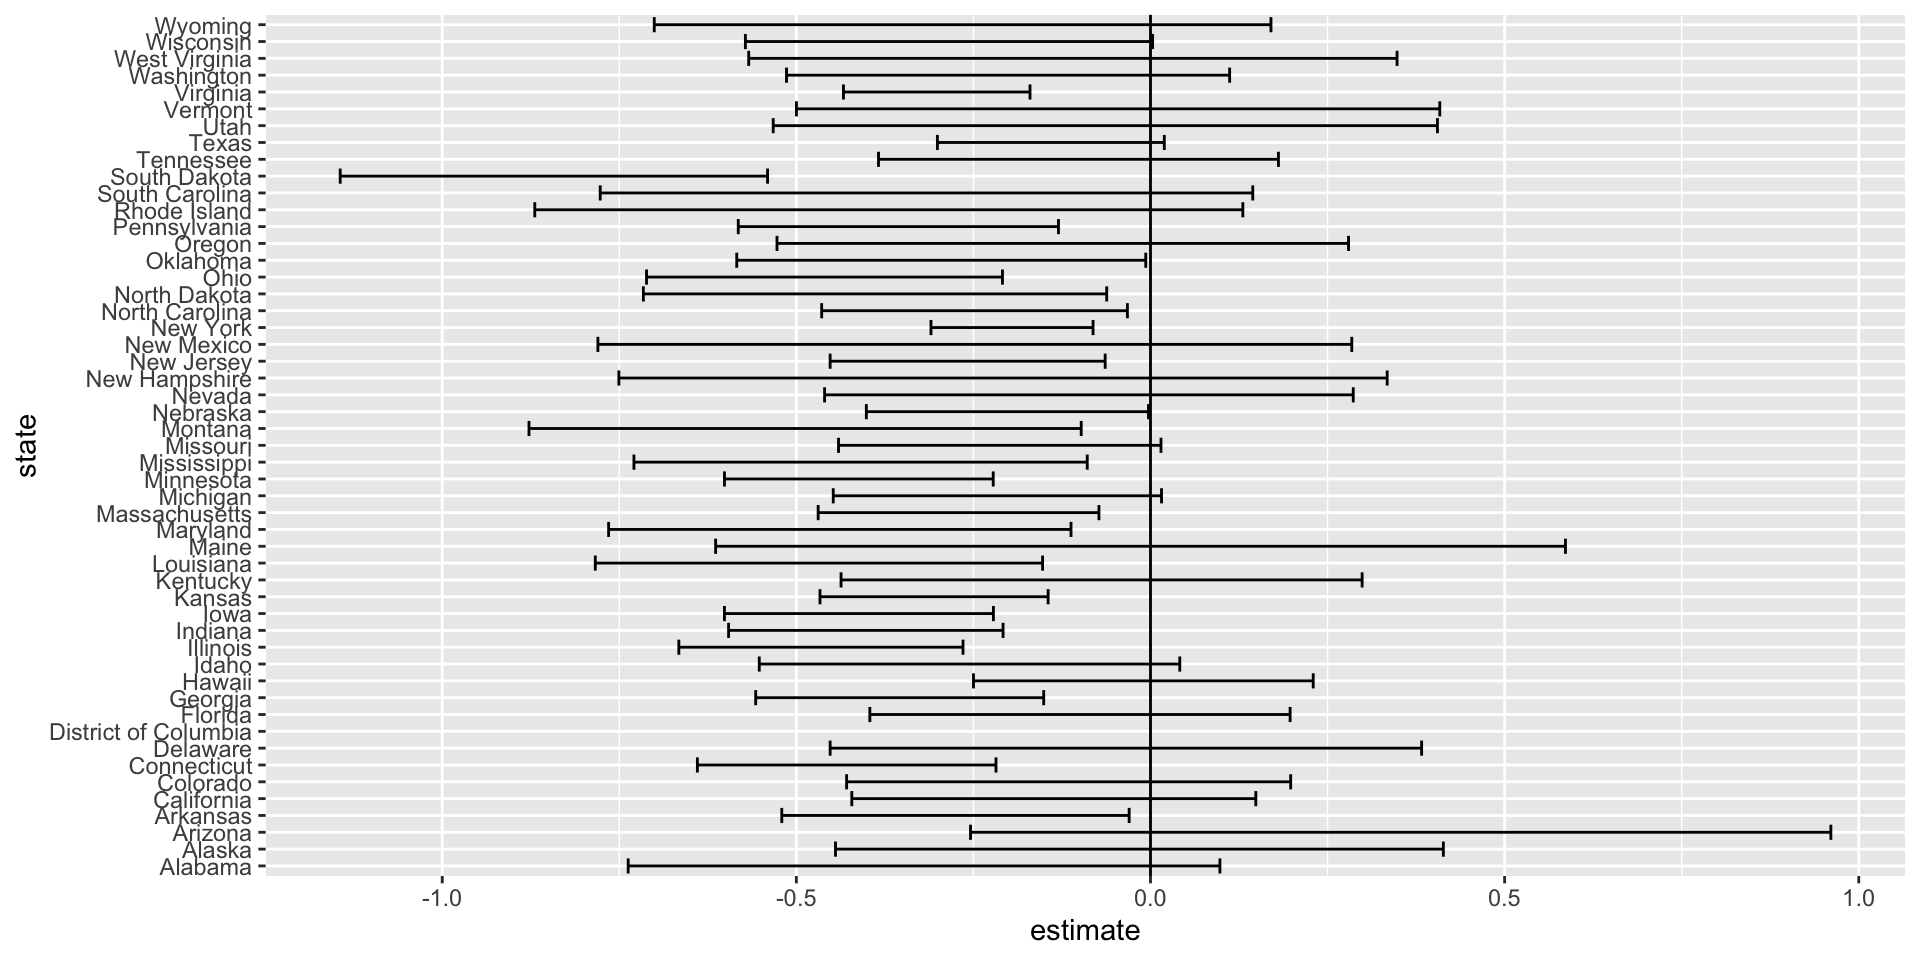 Wyoming
Wisconsin
West Virginia
Washington
Virginia
Vermont
Utah
Texas
Tennessee
South Dakota
South Carolina
Rhode Island
Pennsylvania
Oregon
Oklahoma
Ohio
North Dakota
North Carolina
New York
New Mexico
New Jersey
New Hampshire
Nevada
Nebraska
Montana
Missouri
Mississippi
Minnesota
Michigan
Massachusetts
Maryland
Maine
Louisiana
Kentucky
Kansas
Iowa
Indiana
Illinois
Idaho
Hawaii
Georgia
Florida
District of Columbia
Delaware
Connecticut
Colorado
California
Arkansas
Arizona
Alaska
Alabama
state
-1.0 -0.5 0.0 0.5 1.0
estimate